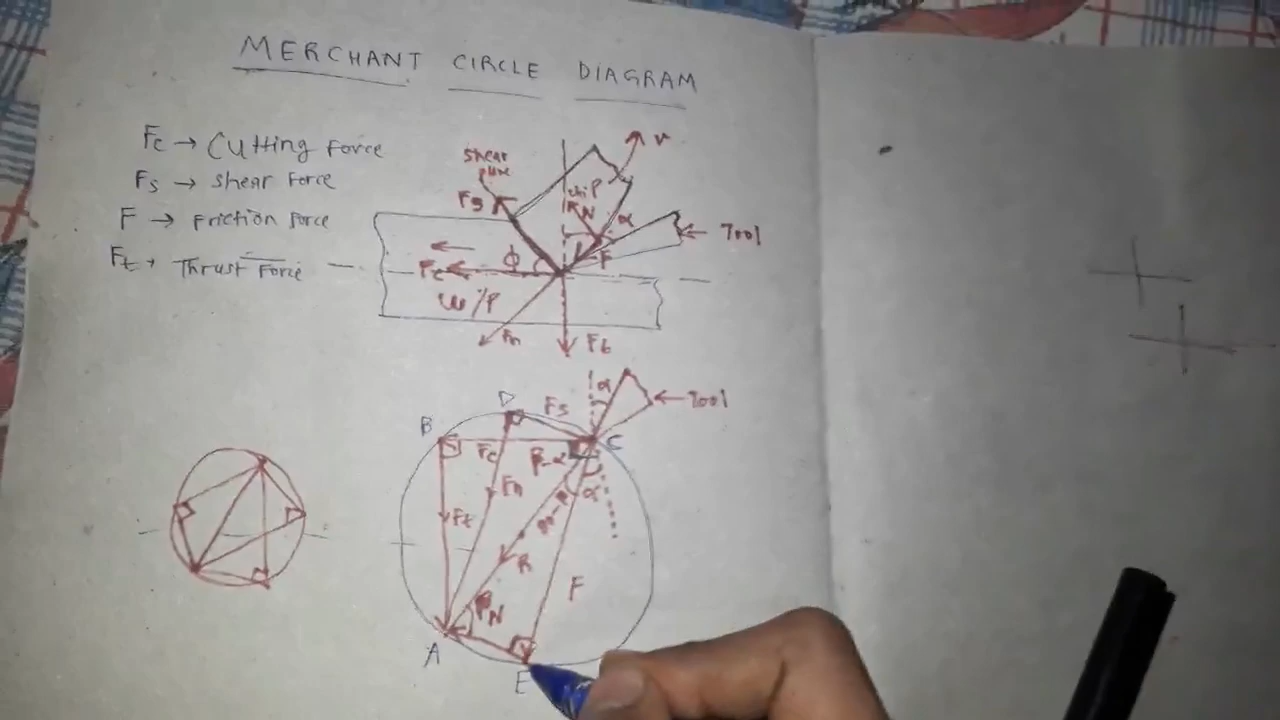 MERCHANT CIRCLE DIAGRAM
Fc → Cutting Force
Fs → Shear Force
F → Friction Force
Ft → Thrust Force
Shear
Fs
chip
v
N
α
F
← Tool
ϕ
Fc
W/P
Fn
Ft
α
← Tool
D
Fs
B
C
Fc
β-α
Fn
α
Ft
R
F
β
N
A
E